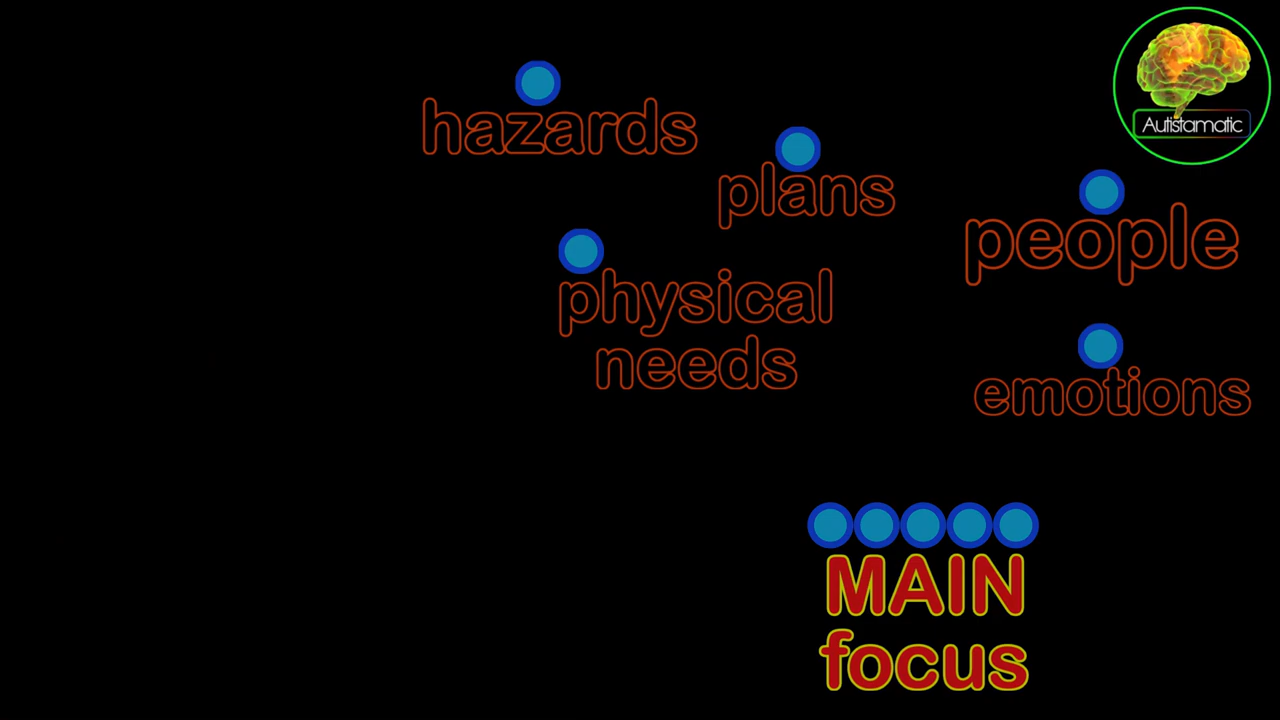 hazards
plans
people
physical
needs
emotions
MAIN
focus
Autistamatic